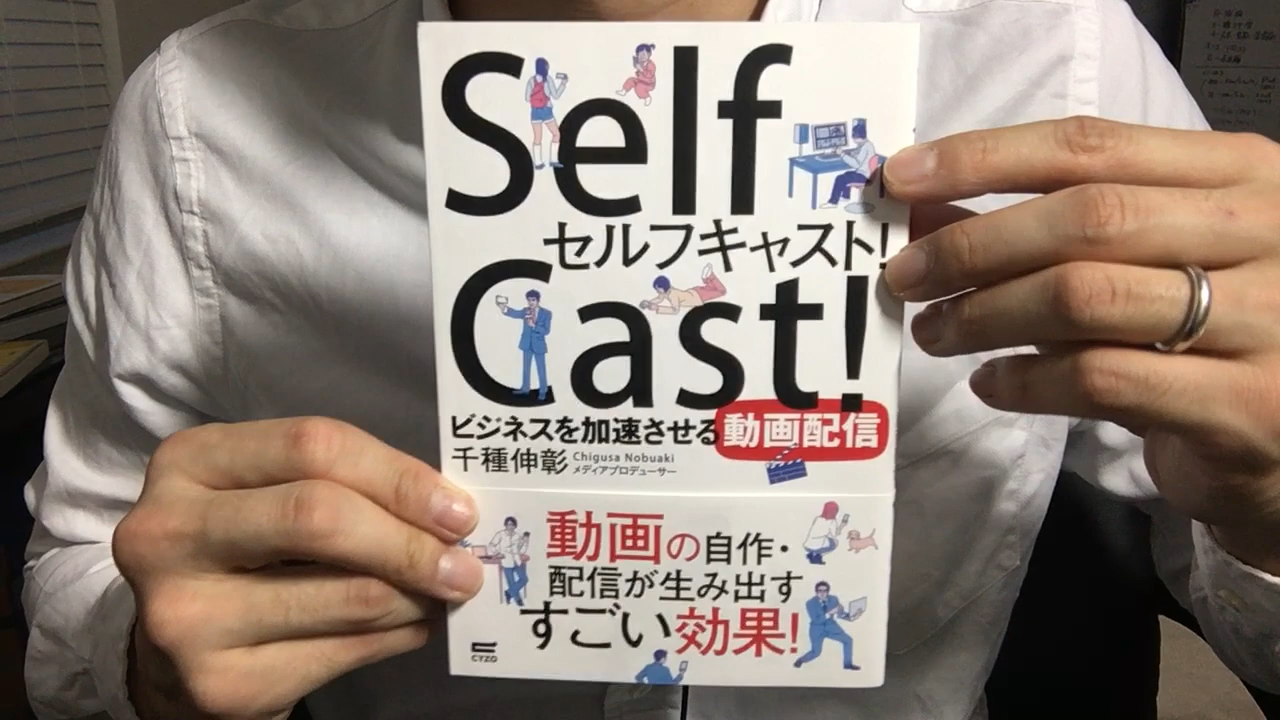 Self
セルフキャスト!
Cast!
ビジネスを加速させる動画配信
千種伸彰 Chigusa Nobuaki
メディアプロデューサー
動画の自作・
配信が生み出す
すごい効果!
CYZO